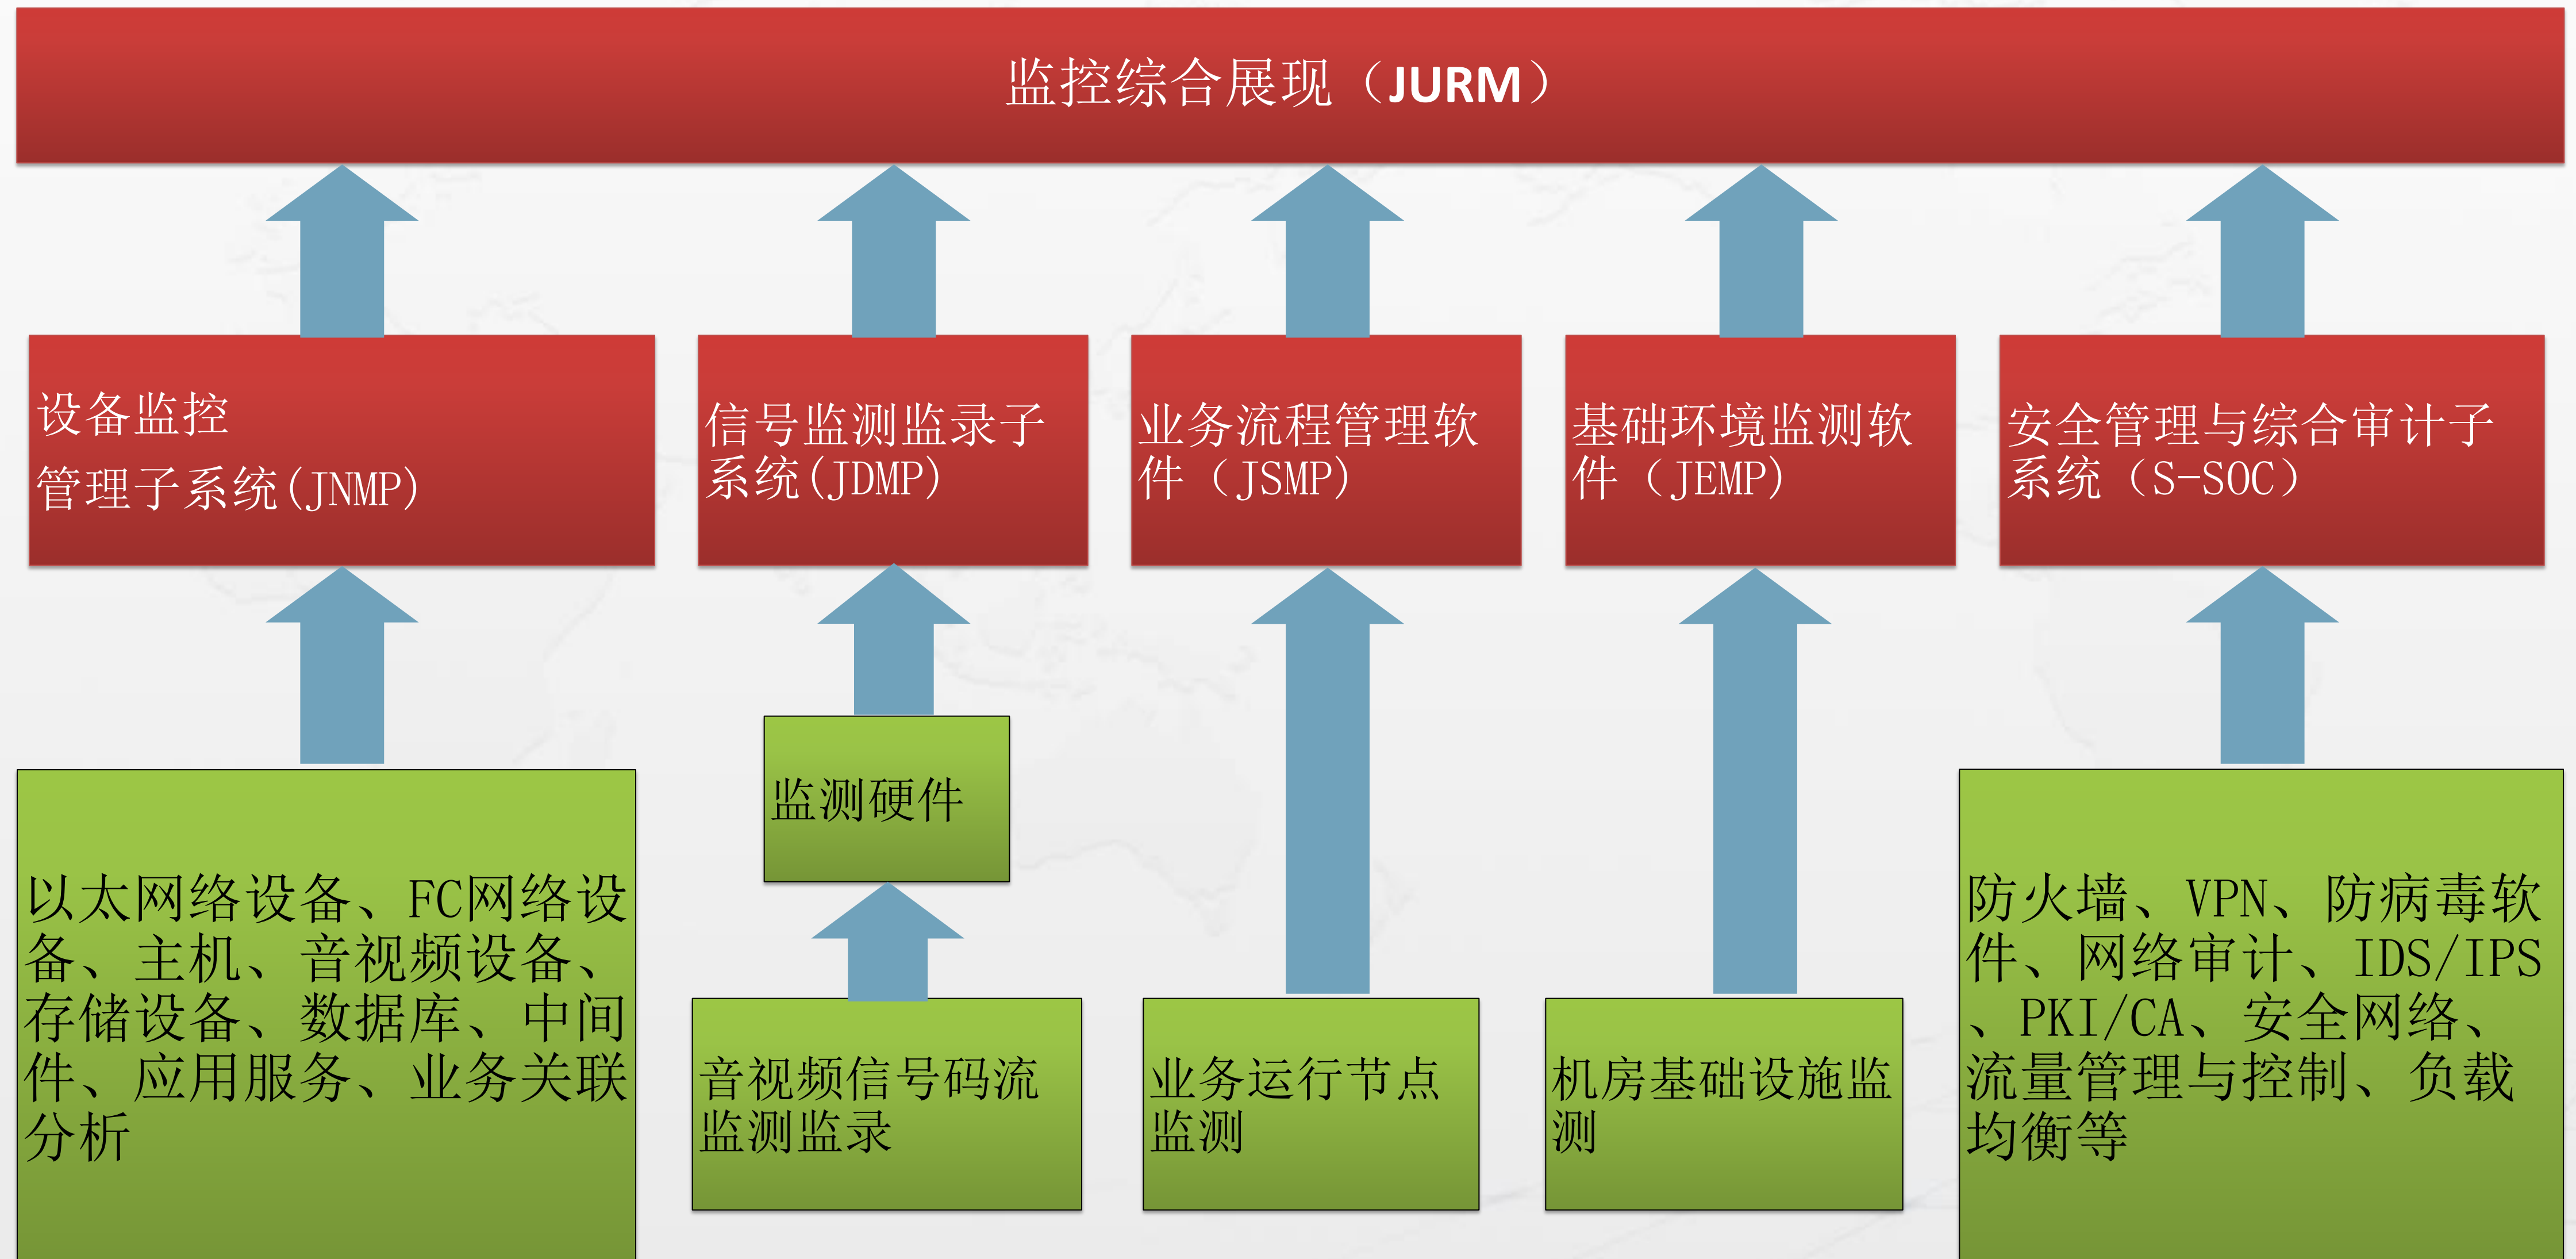 监控综合展现（JURM）
设备监控
管理子系统(JNMP)
信号监测监录子
系统(JDMP)
业务流程管理软
件（JSMP)
基础环境监测软
件（JEMP)
安全管理与综合审计子
系统（S-SOC）
监测硬件
以太网络设备、FC网络设
备、主机、音视频设备、
存储设备、数据库、中间
件、应用服务、业务关联
分析
音视频信号码流
监测监录
业务运行节点
监测
机房基础设施监
测
防火墙、VPN、防病毒软
件、网络审计、IDS/IPS
、PKI/CA、安全网络、
流量管理与控制、负载
均衡等